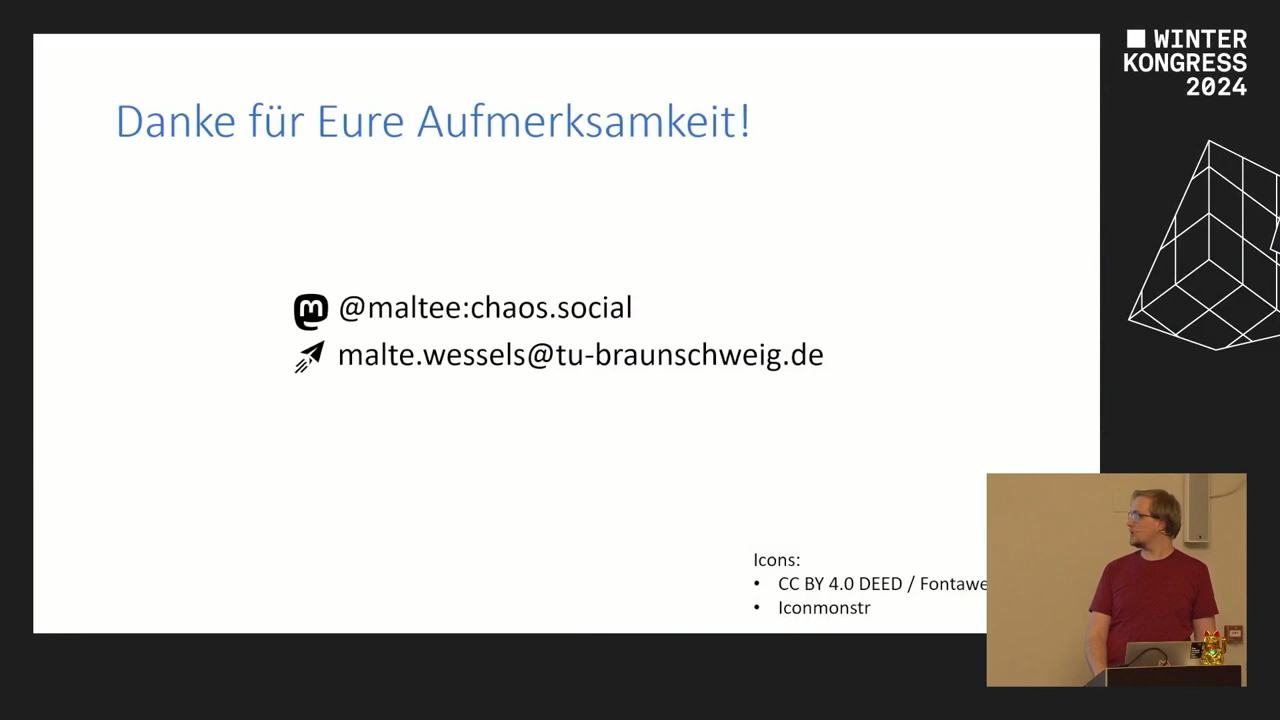 WINTER
KONGRESS
2024
Danke für Eure Aufmerksamkeit!
@maltee:chaos.social
malte.wessels@tu-braunschweig.de
Icons:
• CC BY 4.0 DEED / Fontawe
• Iconmonstr